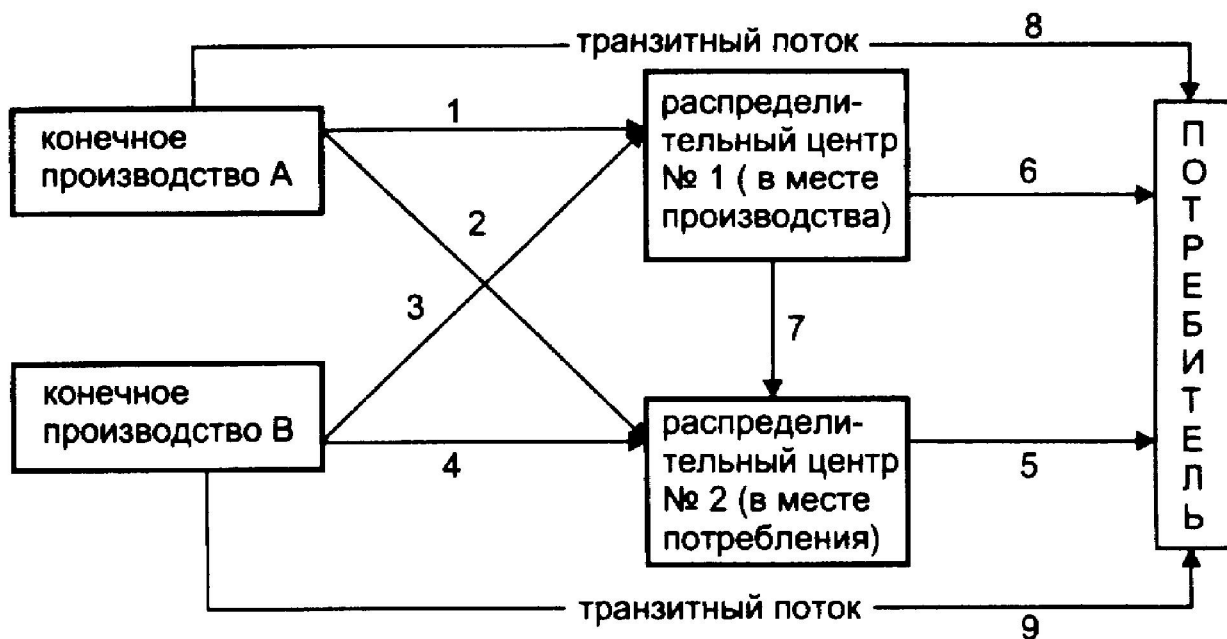 транзитный поток
8
конечное
производство А
1
распредели-
тельный центр
№ 1 ( в месте
производства)
6
ПОТРЕБИТЕЛЬ
2
3
7
конечное
производство В
4
распредели-
тельный центр
№ 2 (в месте
потребления)
5
транзитный поток
9